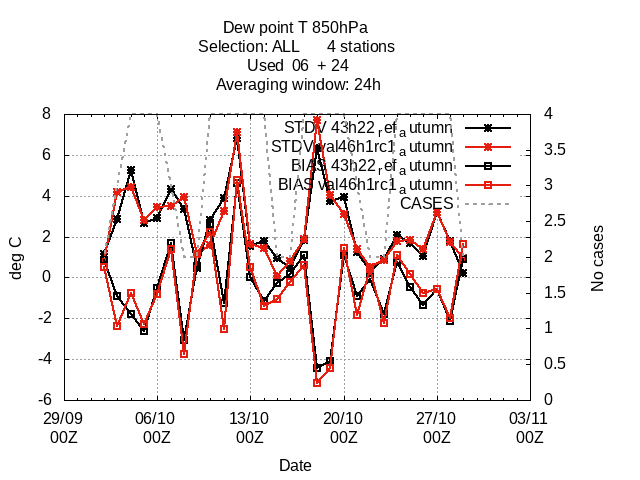 Dew point T 850hPa
Selection: ALL      4 stations
Used  06  + 24
Averaging window: 24h
STDV 43h22_ref_autumn
STDV val46h1rc1_autumn
BIAS 43h22_ref_autumn
BIAS val46h1rc1_autumn
CASES
8
6
4
2
0
-2
-4
-6
deg C
4
3.5
3
2.5
2
1.5
1
0.5
0
No cases
29/09 06/10 13/10 20/10 27/10 03/11
00Z 00Z 00Z 00Z 00Z 00Z
Date